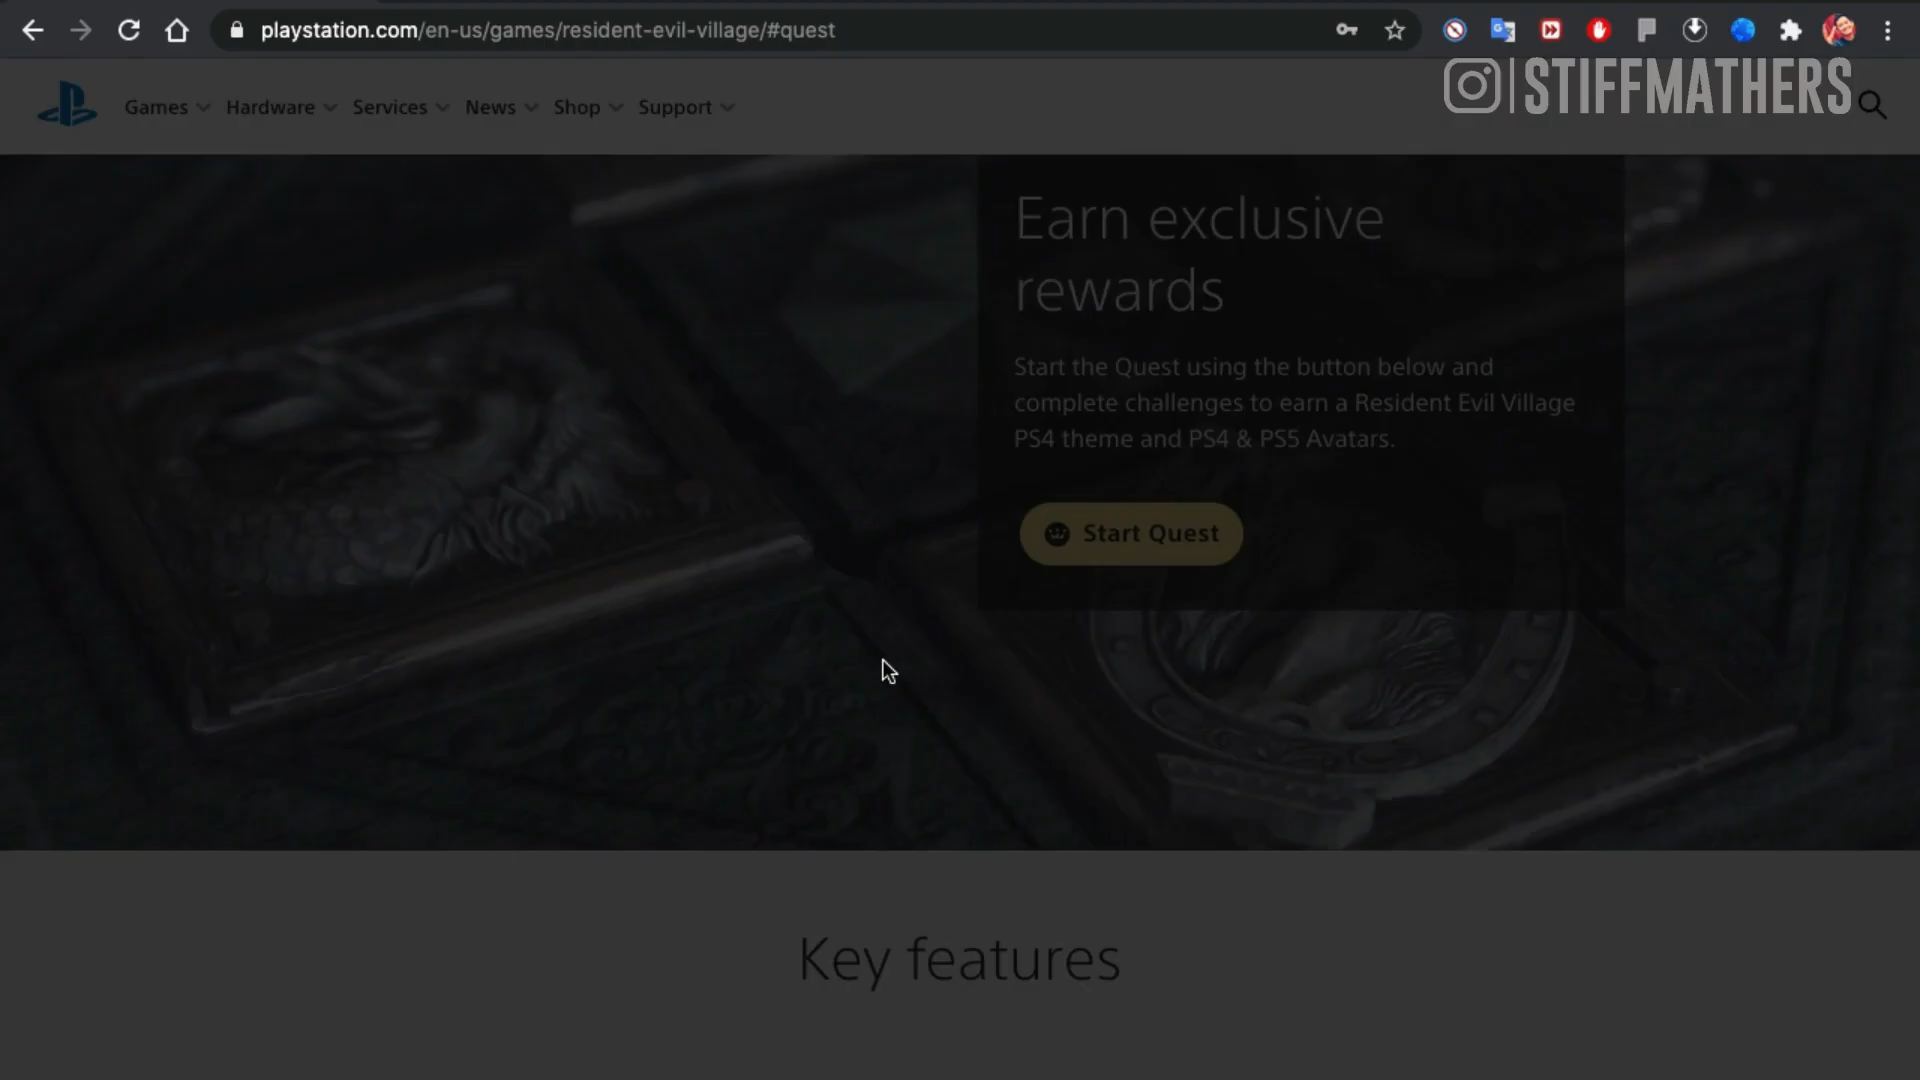 playstation.com/en-us/games/resident-evil-village/#quest
STIFFMATHERS
Games Hardware Services News Shop Support
Earn exclusive
rewards
Start the Quest using the button below and
complete challenges to earn a Resident Evil Village
PS4 theme and PS4 & PS5 Avatars.
Start Quest
Key features